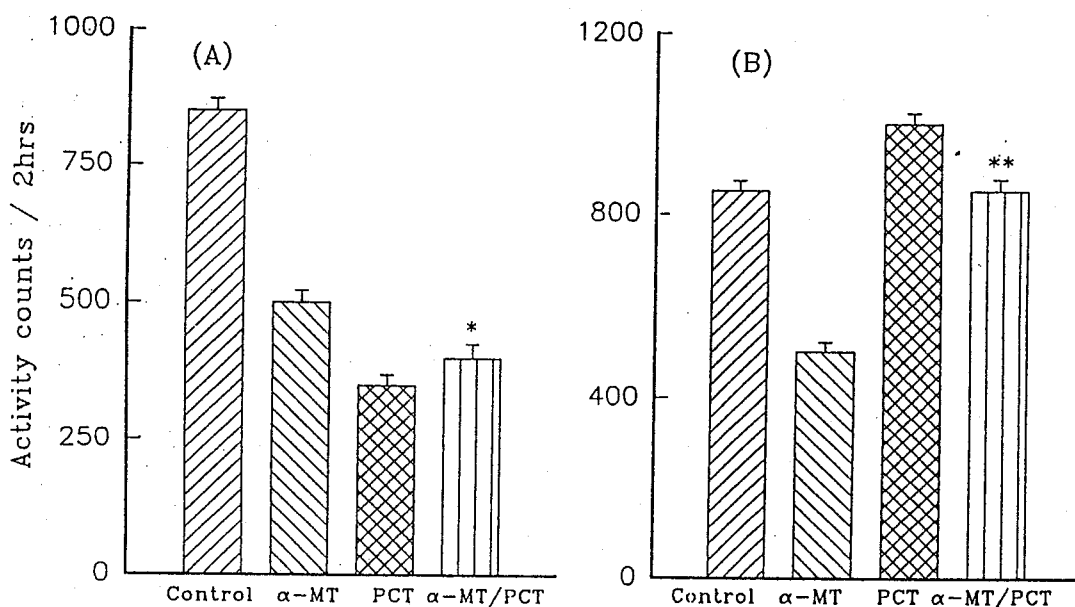 Activity counts / 2hrs.
1000
750
500
250
0
(A)
*
Control α-MT PCT α-MT/PCT
1200
800
400
0
(B)
**
Control α-MT PCT α-MT/PCT